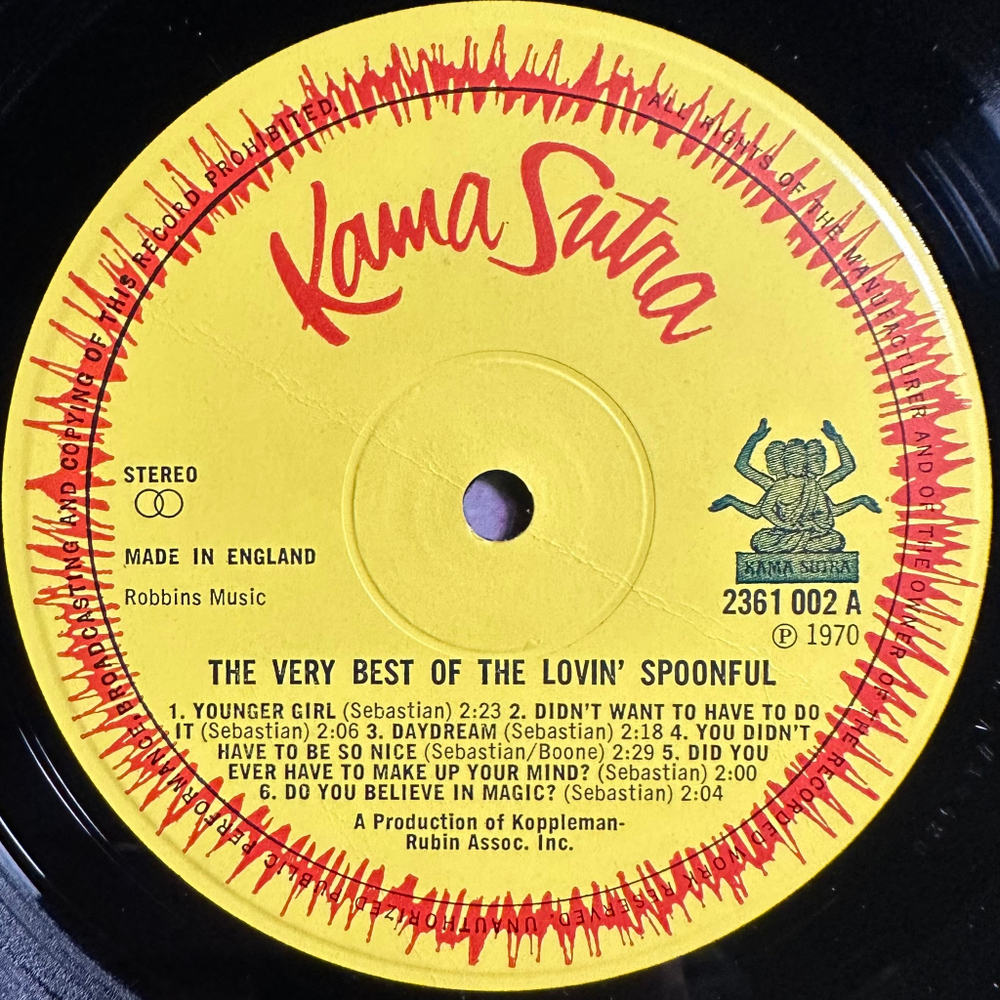 Kama Sutra
ALL RIGHTS OF THE MANUFACTURER AND OF THE OWNER OF THE RECORDED WORK RESERVED. UNAUTHORIZED PUBLIC PERFORMANCE, BROADCASTING AND COPYING OF THIS RECORD PROHIBITED.
STEREO
MADE IN ENGLAND
Robbins Music
KAMA SUTRA
2361 002 A
Ⓟ 1970
THE VERY BEST OF THE LOVIN' SPOONFUL
1. YOUNGER GIRL (Sebastian) 2:23 2. DIDN'T WANT TO HAVE TO DO
IT (Sebastian) 2:06 3. DAYDREAM (Sebastian) 2:18 4. YOU DIDN'T
HAVE TO BE SO NICE (Sebastian/Boone) 2:29 5. DID YOU
EVER HAVE TO MAKE UP YOUR MIND? (Sebastian) 2:00
6. DO YOU BELIEVE IN MAGIC? (Sebastian) 2:04
A Production of Koppleman-
Rubin Assoc. Inc.